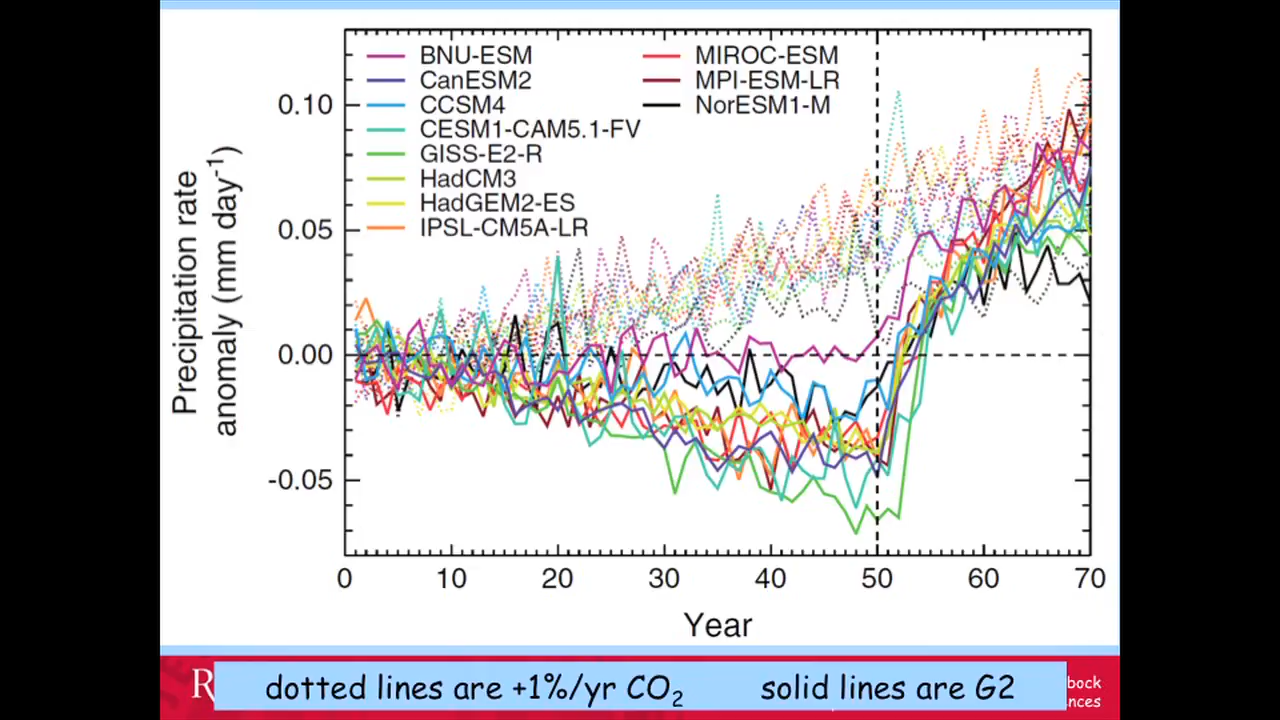 BNU-ESM
CanESM2
CCSM4
CESM1-CAM5.1-FV
GISS-E2-R
HadCM3
HadGEM2-ES
IPSL-CM5A-LR
MIROC-ESM
MPI-ESM-LR
NorESM1-M
Precipitation rate
anomaly (mm day⁻¹)
0.10
0.05
0.00
-0.05
0 10 20 30 40 50 60 70
Year
dotted lines are +1%/yr CO₂ solid lines are G2
R
bock
nces